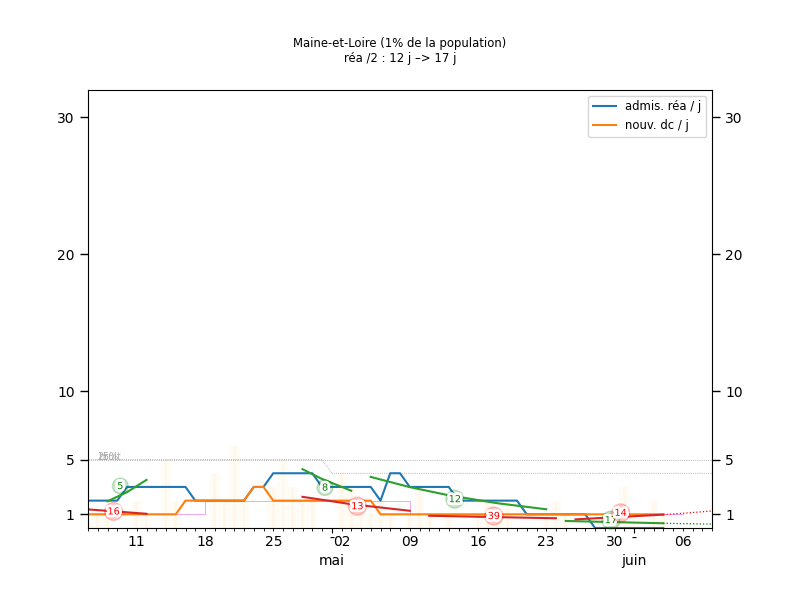 Maine-et-Loire (1% de la population)
réa /2 : 12 j –> 17 j
admis. réa / j
nouv. dc / j
30 30
20 20
10 10
5 5
1 1
5 16 8 13 12 39 14
11 18 25 02 09 16 23 30 06
mai juin